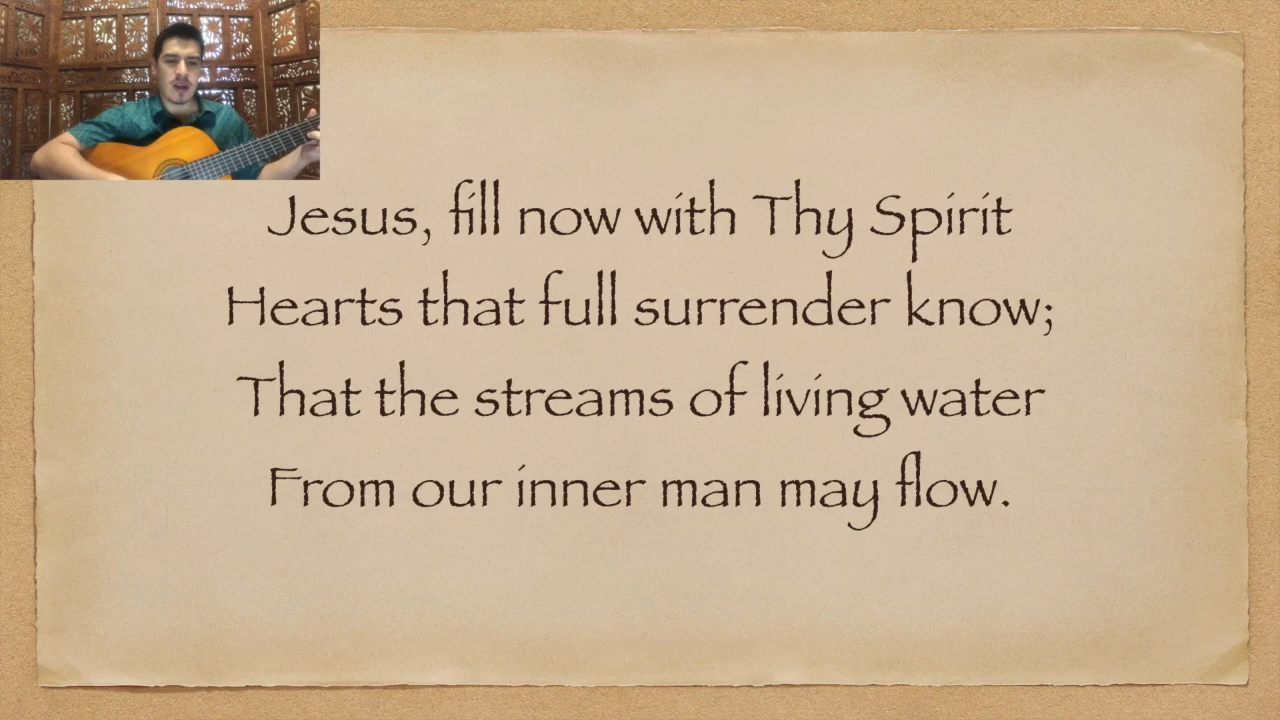 Jesus, fill now with Thy Spirit
Hearts that full surrender know;
That the streams of living water
From our inner man may flow.